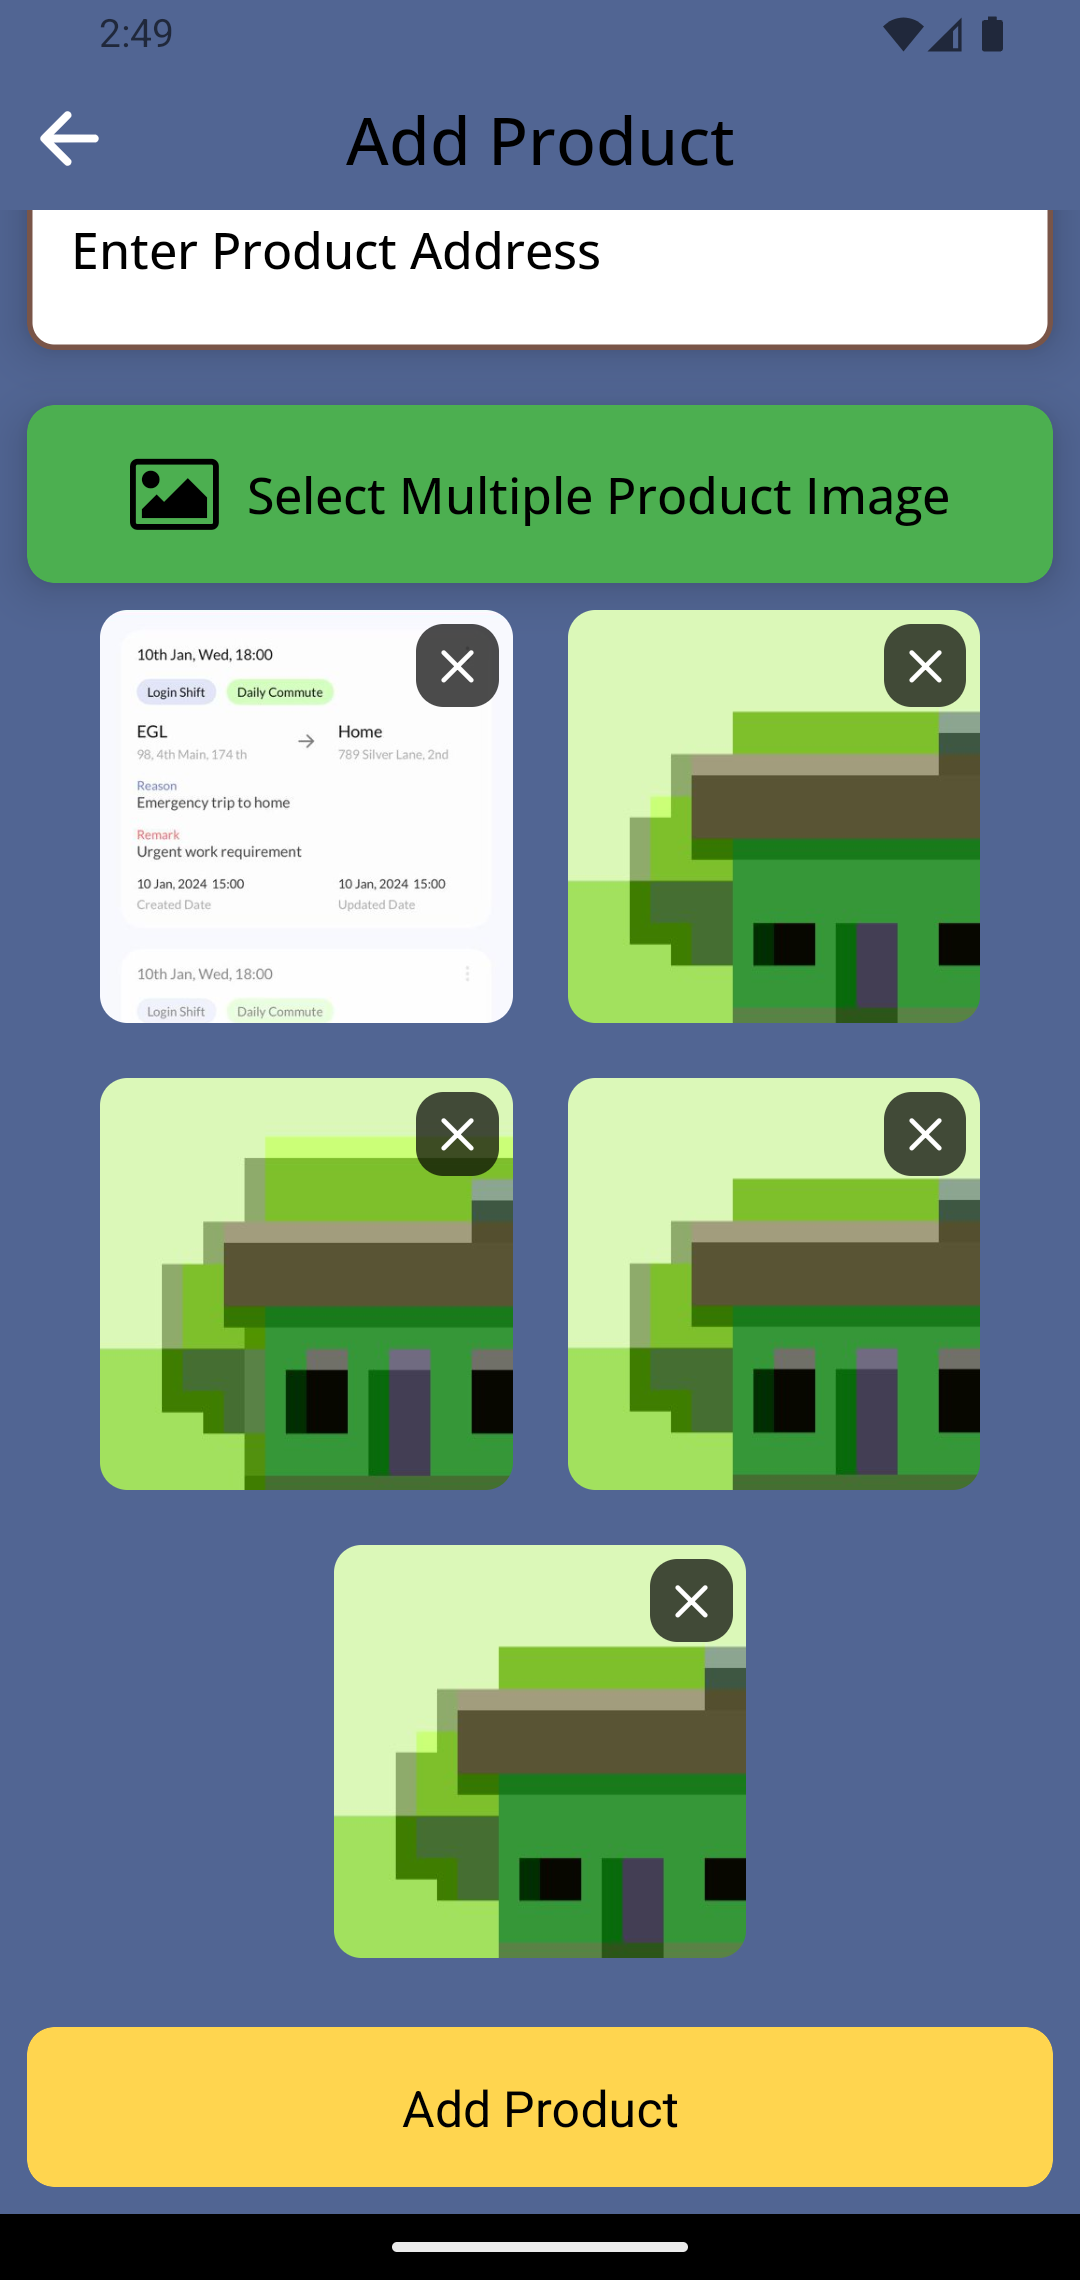 2:49
Add Product
Enter Product Address
Select Multiple Product Image
10th Jan, Wed, 18:00
Login Shift Daily Commute
EGL Home
98, 4th Main, 174 th 789 Silver Lane, 2nd
Reason
Emergency trip to home
Remark
Urgent work requirement
10 Jan, 2024 15:00 10 Jan, 2024 15:00
Created Date Updated Date
10th Jan, Wed, 18:00
Login Shift Daily Commute
Add Product